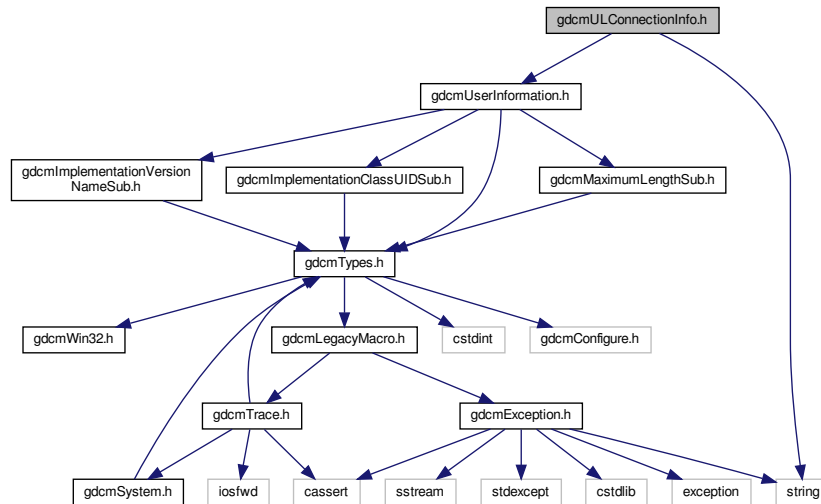 gdcmULConnectionInfo.h
gdcmUserInformation.h
gdcmImplementationVersion
NameSub.h
gdcmImplementationClassUIDSub.h
gdcmMaximumLengthSub.h
gdcmTypes.h
gdcmWin32.h
gdcmLegacyMacro.h
cstdint
gdcmConfigure.h
gdcmTrace.h
gdcmException.h
gdcmSystem.h
iosfwd
cassert
sstream
stdexcept
cstdlib
exception
string